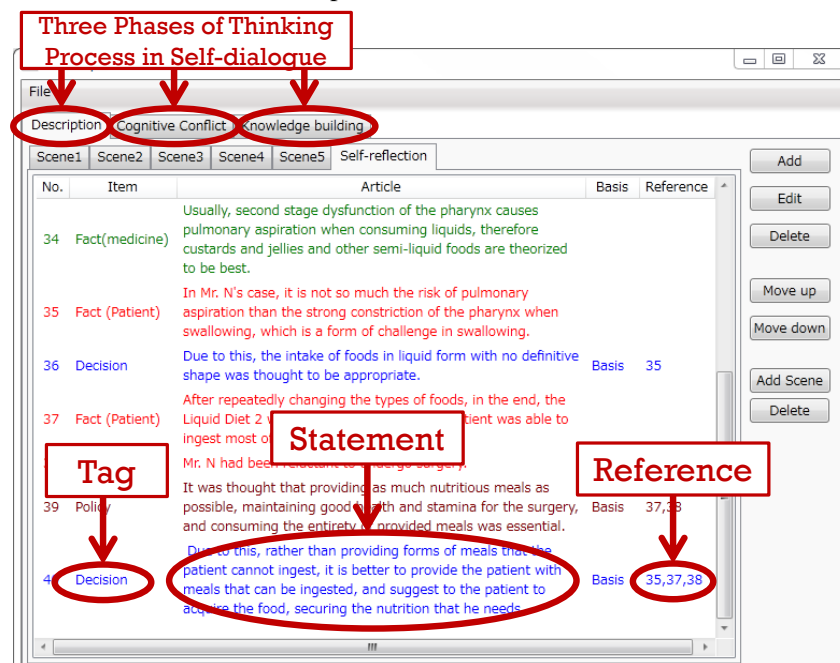 Three Phases of Thinking
Process in Self-dialogue
File
Description Cognitive Conflict Knowledge building
Scene1 Scene2 Scene3 Scene4 Scene5 Self-reflection
No. Item Article Basis Reference
Usually, second stage dysfunction of the pharynx causes
34 Fact(medicine) pulmonary aspiration when consuming liquids, therefore
custards and jellies and other semi-liquid foods are theorized
to be best.
In Mr. N's case, it is not so much the risk of pulmonary
35 Fact (Patient) aspiration than the strong constriction of the pharynx when
swallowing, which is a form of challenge in swallowing.
36 Decision Due to this, the intake of foods in liquid form with no definitive Basis 35
shape was thought to be appropriate.
After repeatedly changing the types of foods, in the end, the
37 Fact (Patient) Liquid Diet 2 patient was able to
ingest most
Mr. N had been reluctant to undergo surgery.
It was thought that providing as much nutritious meals as
39 Policy possible, maintaining good health and stamina for the surgery, Basis 37,38
and consuming the entirety of provided meals was essential.
Due to this, rather than providing forms of meals that the
Decision patient cannot ingest, it is better to provide the patient with Basis 35,37,38
meals that can be ingested, and suggest to the patient to
acquire the food, securing the nutrition that he needs.
Tag
Statement
Reference
Add
Edit
Delete
Move up
Move down
Add Scene
Delete